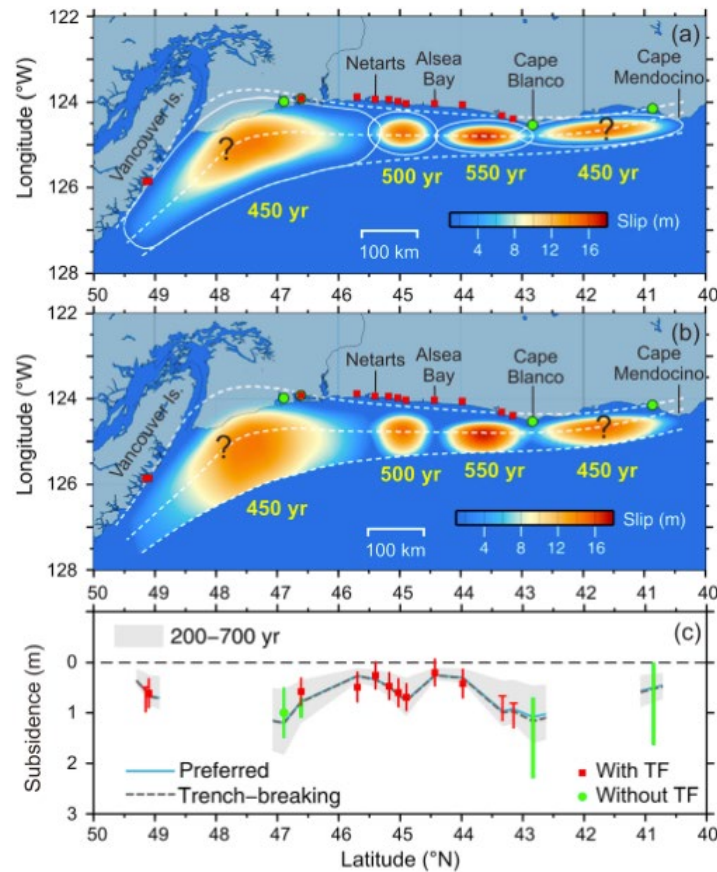 122
124
126
128
Longitude (°W)
(a)
Vancouver Is.
Netarts
Alsea
Bay
Cape
Blanco
Cape
Mendocino
?
?
450 yr
500 yr
550 yr
450 yr
100 km
Slip (m)
4 8 12 16
50 49 48 47 46 45 44 43 42 41 40
122
124
126
128
Longitude (°W)
(b)
Vancouver Is.
Netarts
Alsea
Bay
Cape
Blanco
Cape
Mendocino
?
?
450 yr
500 yr
550 yr
450 yr
100 km
Slip (m)
4 8 12 16
50 49 48 47 46 45 44 43 42 41 40
(c)
200–700 yr
0
1
2
3
Subsidence (m)
Preferred
Trench–breaking
With TF
Without TF
50 49 48 47 46 45 44 43 42 41 40
Latitude (°N)